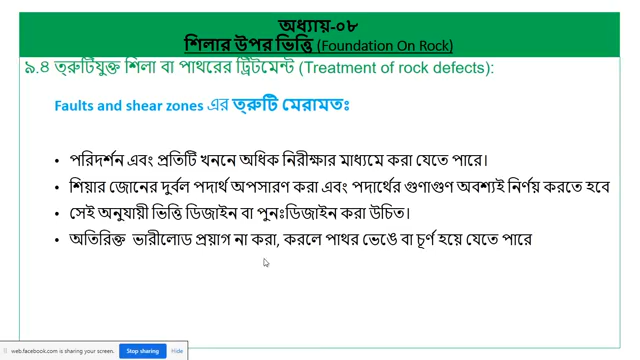 অধ্যায়-০৮
শিলার উপর ভিত্তি (Foundation On Rock)
৯.৪ ত্রুটিযুক্ত শিলা বা পাথরের ট্রিটমেন্ট (Treatment of rock defects):
Faults and shear zones এর ত্রুটি মেরামতঃ
• পরিদর্শন এবং প্রতিটি খননে অধিক নিরীক্ষার মাধ্যমে করা যেতে পারে।
• শিয়ার জোনের দুর্বল পদার্থ অপসারণ করা এবং পদার্থের গুণাগুণ অবশ্যই নির্ণয় করতে হবে
• সেই অনুযায়ী ভিত্তি ডিজাইন বা পুনঃডিজাইন করা উচিত।
• অতিরিক্ত ভারীলোড প্রয়াগ না করা, করলে পাথর ভেঙে বা চূর্ণ হয়ে যেতে পারে
web.facebook.com is sharing your screen. Stop sharing Hide